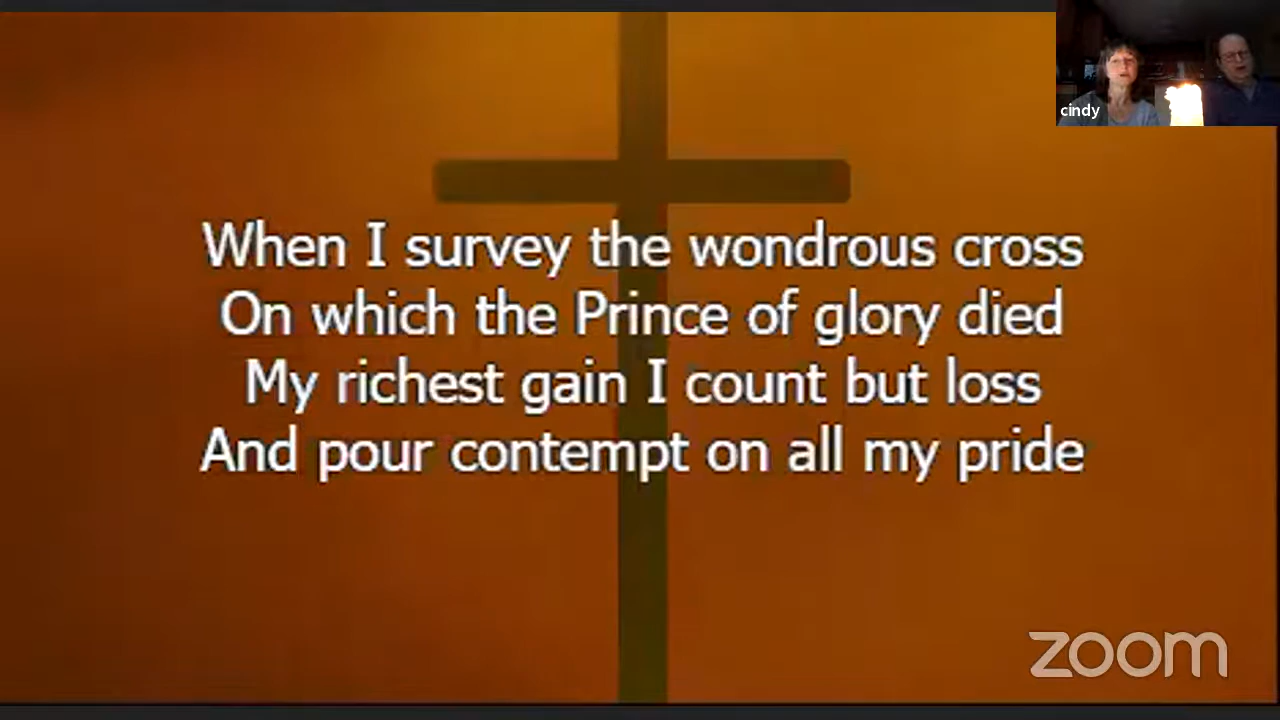 cindy
When I survey the wondrous cross
On which the Prince of glory died
My richest gain I count but loss
And pour contempt on all my pride
zoom